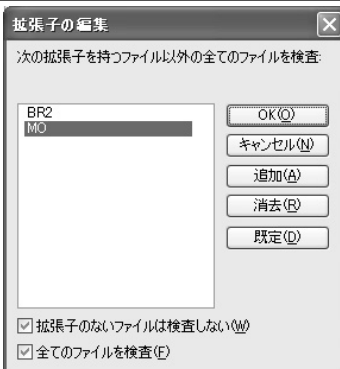 拡張子の編集
次の拡張子を持つファイル以外の全てのファイルを検査:
BR2
MO
OK(O)
キャンセル(N)
追加(A)
消去(R)
既定(D)
拡張子のないファイルは検査しない(W)
全てのファイルを検査(F)